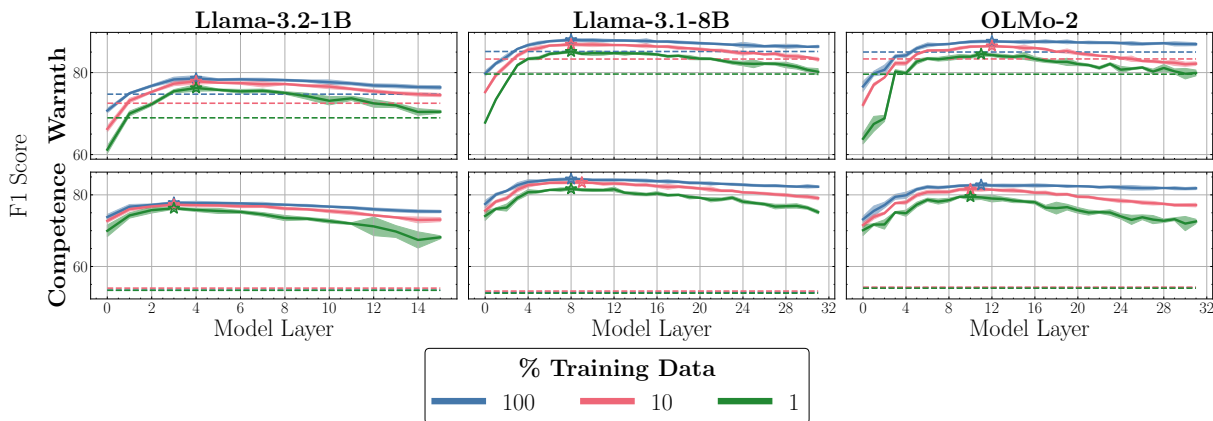 Llama-3.2-1B Llama-3.1-8B OLMo-2
F1 Score
Warmth
80
60
Competence
80
60
0 2 4 6 8 10 12 14
0 4 8 12 16 20 24 28
0 4 8 12 16 20 24 28 32
Model Layer Model Layer Model Layer
% Training Data
100 10 1